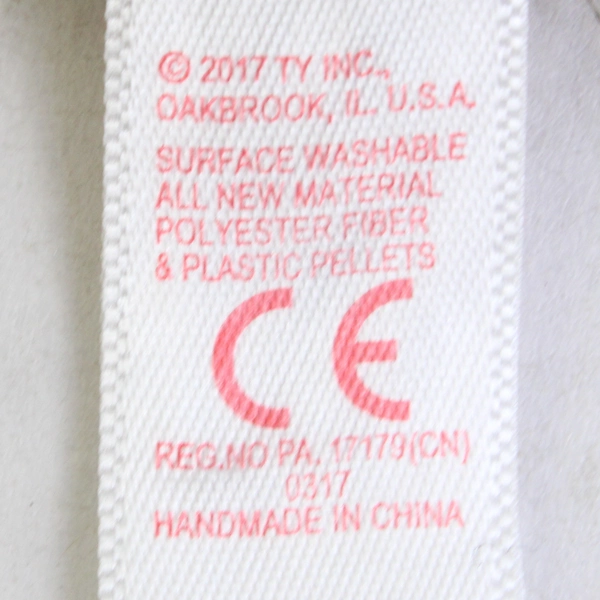 © 2017 TY INC.,
OAKBROOK, IL. U.S.A.
SURFACE WASHABLE
ALL NEW MATERIAL
POLYESTER FIBER
& PLASTIC PELLETS
CE
REG.NO PA. 17179(CN)
0317
HANDMADE IN CHINA